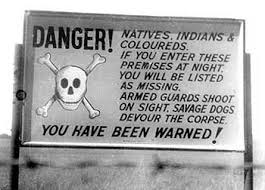 DANGER! NATIVES, INDIANS &
COLOUREDS.
IF YOU ENTER THESE
PREMISES AT NIGHT,
YOU WILL BE LISTED
AS MISSING.
ARMED GUARDS SHOOT
ON SIGHT. SAVAGE DOGS
DEVOUR THE CORPSE.
YOU HAVE BEEN WARNED!